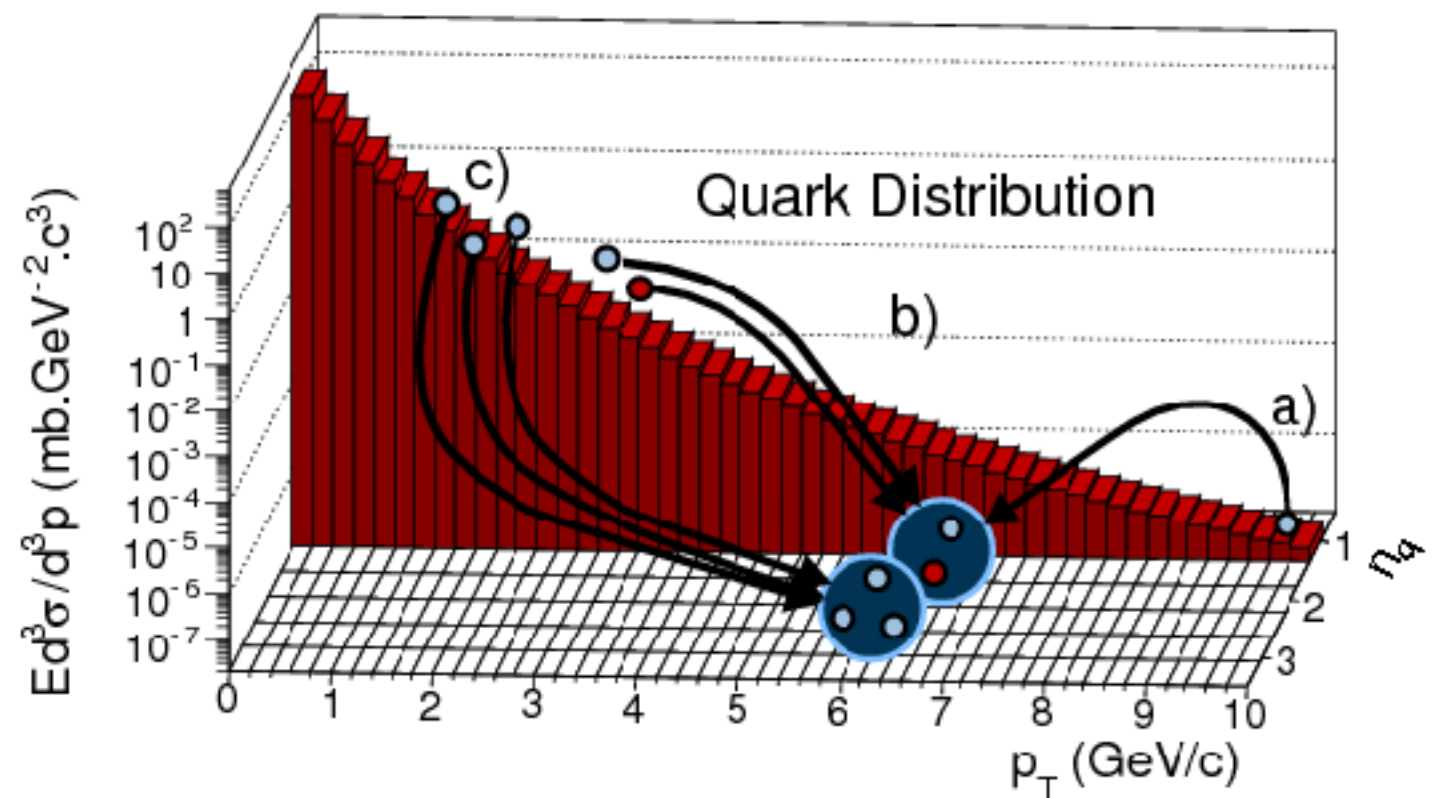 c)
Quark Distribution
b)
a)
Ed³σ/d³p (mb.GeV⁻².c³)
10²
10
1
10⁻¹
10⁻²
10⁻³
10⁻⁴
10⁻⁵
10⁻⁶
10⁻⁷
0 1 2 3 4 5 6 7 8 9 10
p_T (GeV/c)
1
2
3
n_q